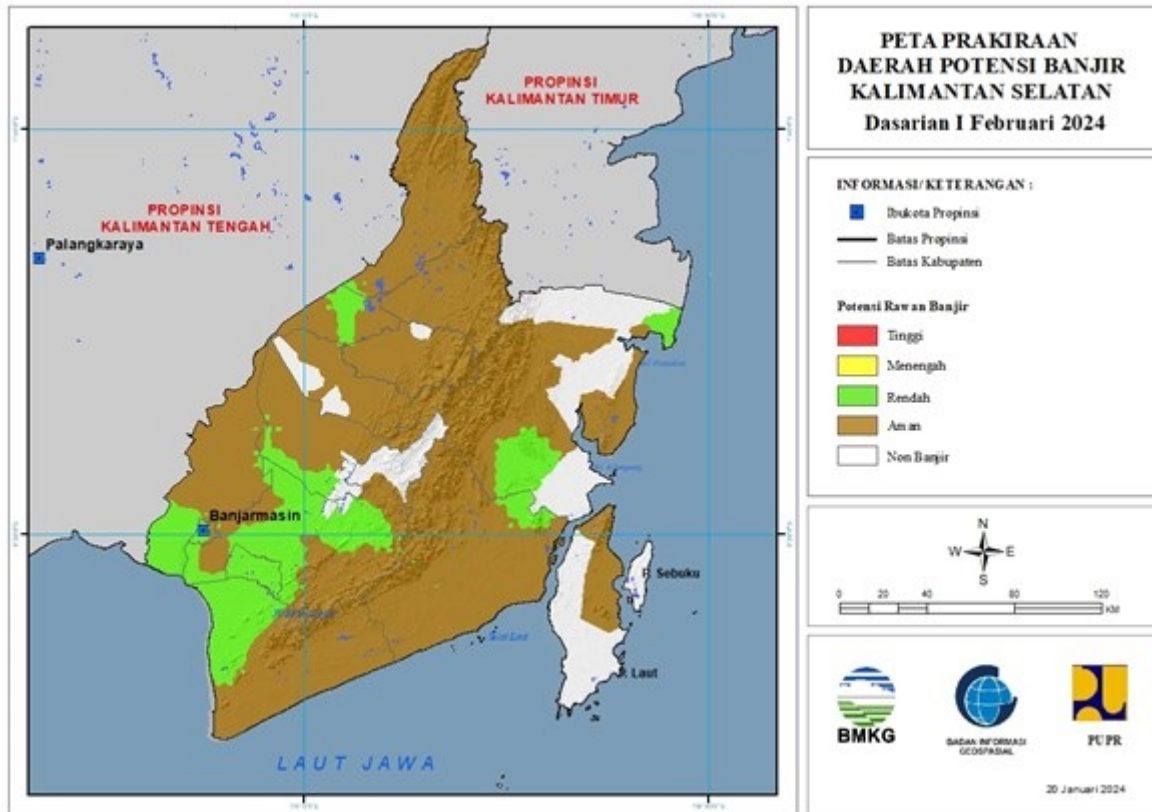 PROPINSI
KALIMANTAN TIMUR
PROPINSI
KALIMANTAN TENGAH
Palangkaraya
Banjarmasin
P. Sebuku
P. Laut
LAUT JAWA
PETA PRAKIRAAN
DAERAH POTENSI BANJIR
KALIMANTAN SELATAN
Dasarian I Februari 2024
INFORMASI/KETERANGAN :
Ibukota Propinsi
Batas Propinsi
Batas Kabupaten
Potensi Rawan Banjir
Tinggi
Menengah
Rendah
Aman
Non Banjir
N
W E
S
0 20 40 80 120
KM
BMKG
BADAN INFORMASI
GEOSPASIAL
PUPR
20 Januari 2024